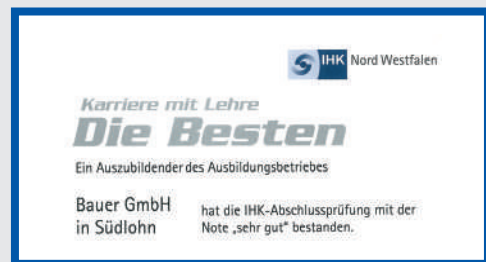 IHK Nord Westfalen
Karriere mit Lehre
Die Besten
Ein Auszubildender des Ausbildungsbetriebes
Bauer GmbH
in Südlohn
hat die IHK-Abschlussprüfung mit der
Note „sehr gut“ bestanden.